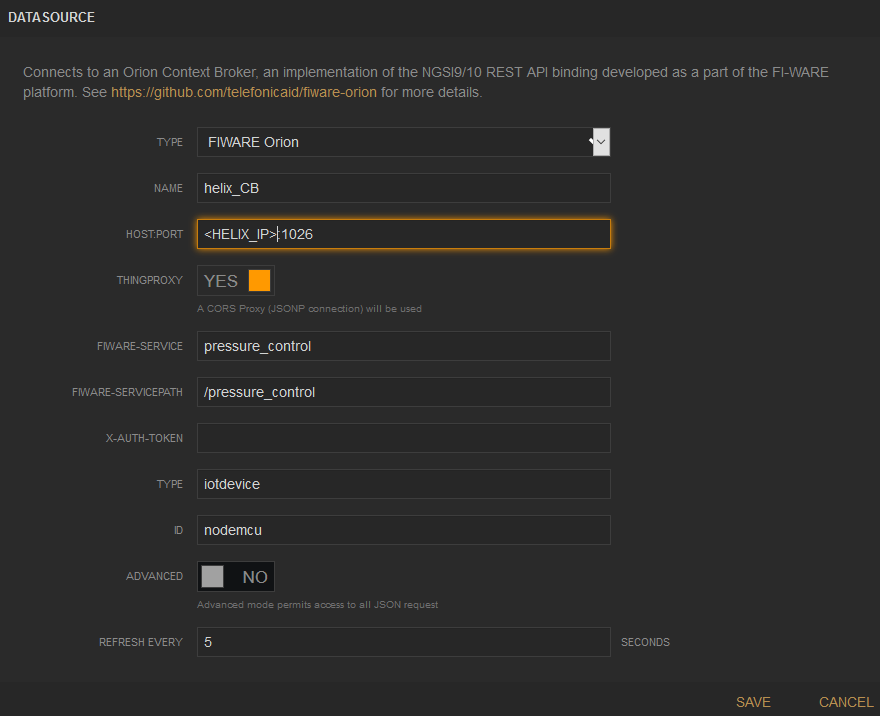 DATASOURCE
Connects to an Orion Context Broker, an implementation of the NGSI9/10 REST API binding developed as a part of the FI-WARE
platform. See https://github.com/telefonicaid/fiware-orion for more details.
TYPE FIWARE Orion
NAME helix_CB
HOST:PORT <HELIX_IP>:1026
THINGPROXY YES
A CORS Proxy (JSONP connection) will be used
FIWARE-SERVICE pressure_control
FIWARE-SERVICEPATH /pressure_control
X-AUTH-TOKEN
TYPE iotdevice
ID nodemcu
ADVANCED NO
Advanced mode permits access to all JSON request
REFRESH EVERY 5 SECONDS
SAVE CANCEL